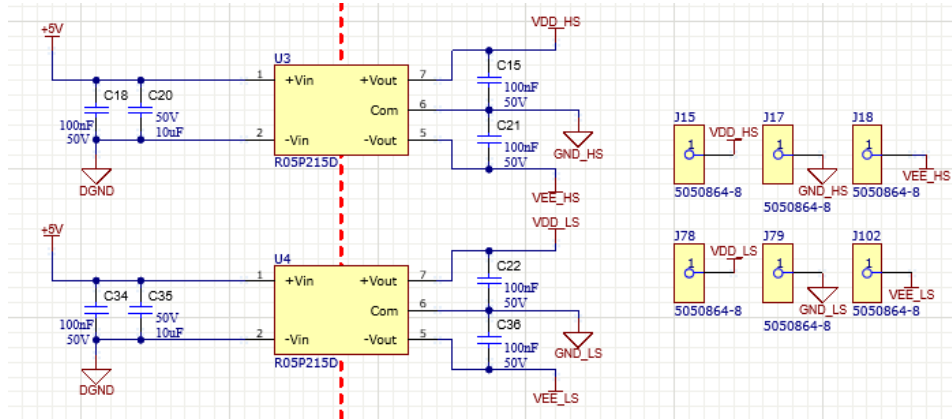 +5V
VDD_HS
U3
1 +Vin +Vout 7
C15
100nF
50V
C18
100nF
50V
C20
50V
10uF
Com 6
2 -Vin -Vout 5
C21
100nF
50V
R05P215D
DGND
GND_HS
VEE_HS
J15
1
VDD_HS
5050864-8
J17
1
GND_HS
5050864-8
J18
1
VEE_HS
5050864-8
+5V
VDD_LS
U4
1 +Vin +Vout 7
C22
100nF
50V
C34
100nF
50V
C35
50V
10uF
Com 6
2 -Vin -Vout 5
C36
100nF
50V
R05P215D
DGND
GND_LS
VEE_LS
J78
1
VDD_LS
5050864-8
J79
1
GND_LS
5050864-8
J102
1
VEE_LS
5050864-8